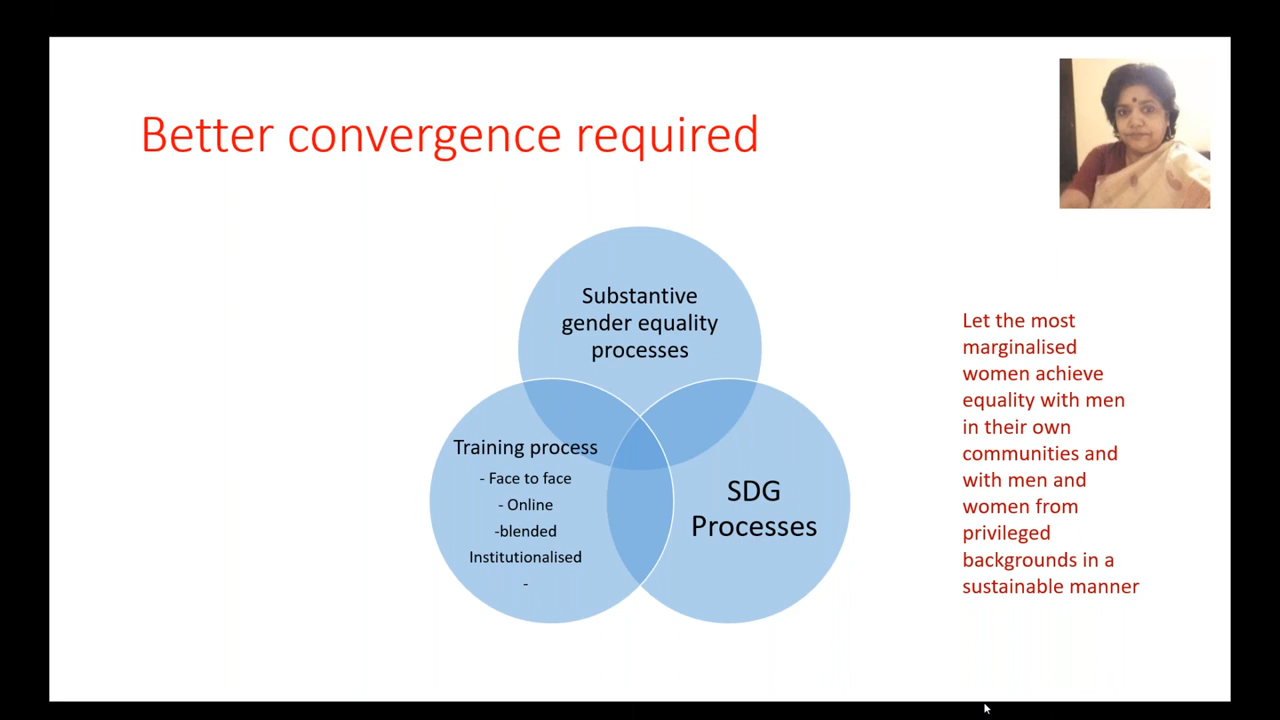 Better convergence required
Substantive
gender equality
processes
Training process
- Face to face
- Online
-blended
Institutionalised
-
SDG
Processes
Let the most
marginalised
women achieve
equality with men
in their own
communities and
with men and
women from
privileged
backgrounds in a
sustainable manner